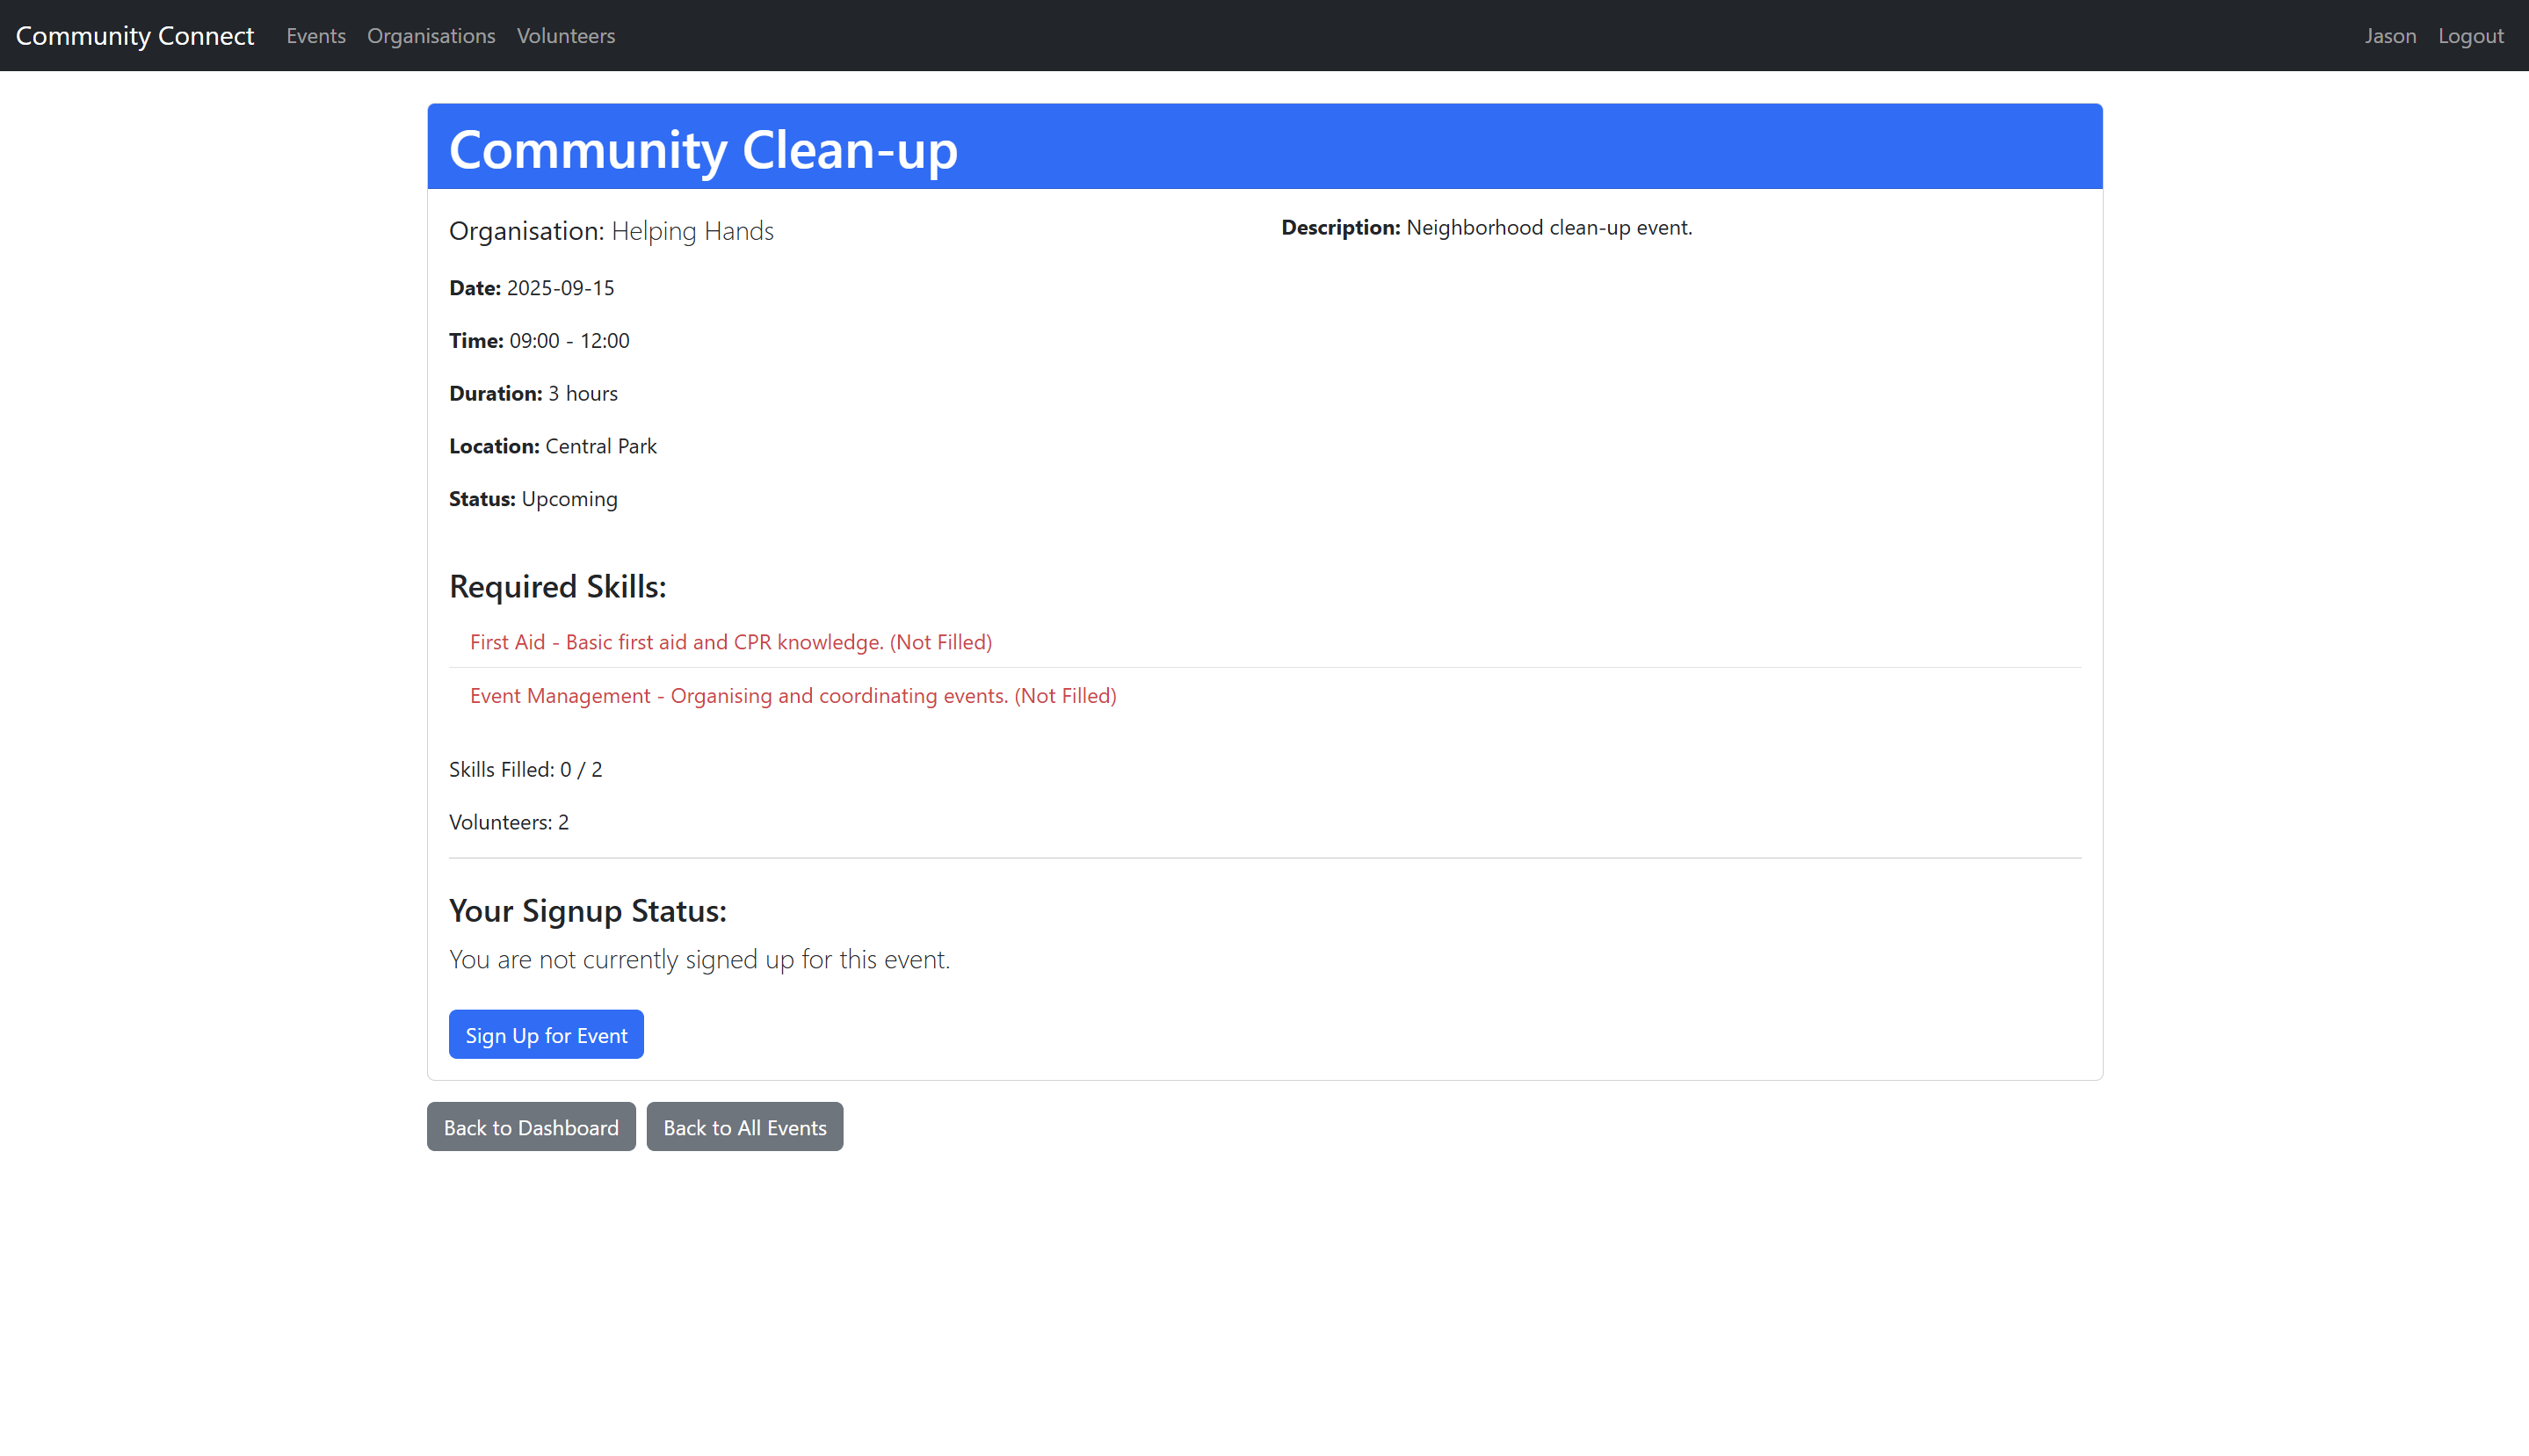 Community Connect Events Organisations Volunteers Jason Logout
Community Clean-up
Organisation: Helping Hands
Date: 2025-09-15
Time: 09:00 - 12:00
Duration: 3 hours
Location: Central Park
Status: Upcoming
Description: Neighborhood clean-up event.
Required Skills:
First Aid - Basic first aid and CPR knowledge. (Not Filled)
Event Management - Organising and coordinating events. (Not Filled)
Skills Filled: 0 / 2
Volunteers: 2
Your Signup Status:
You are not currently signed up for this event.
Sign Up for Event
Back to Dashboard Back to All Events